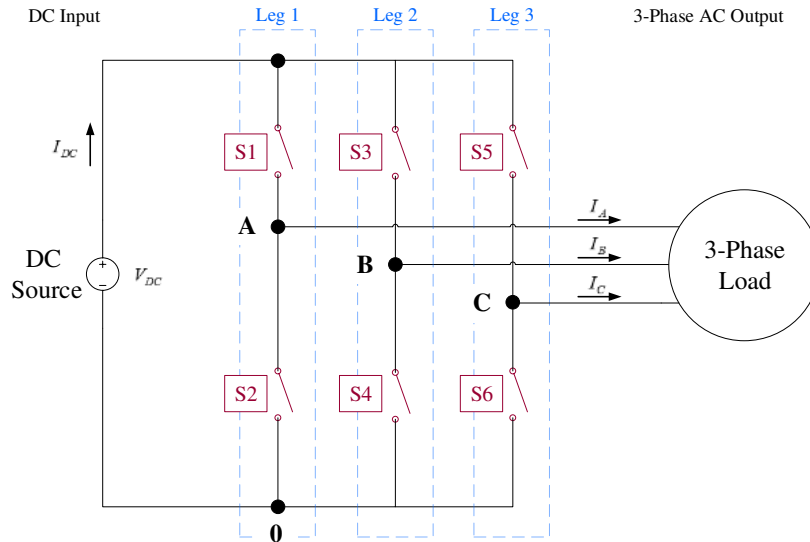 DC Input
Leg 1
Leg 2
Leg 3
3-Phase AC Output
I_DC
S1
S3
S5
A
I_A
B
I_B
3-Phase
Load
DC
Source
+
−
V_DC
C
I_C
S2
S4
S6
0